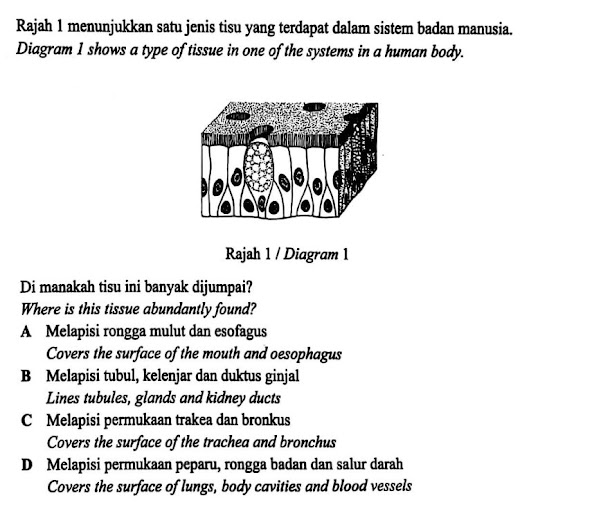 Rajah 1 menunjukkan satu jenis tisu yang terdapat dalam sistem badan manusia.
Diagram 1 shows a type of tissue in one of the systems in a human body.
Rajah 1 / Diagram 1
Di manakah tisu ini banyak dijumpai?
Where is this tissue abundantly found?
A Melapisi rongga mulut dan esofagus
Covers the surface of the mouth and oesophagus
B Melapisi tubul, kelenjar dan duktus ginjal
Lines tubules, glands and kidney ducts
C Melapisi permukaan trakea dan bronkus
Covers the surface of the trachea and bronchus
D Melapisi permukaan peparu, rongga badan dan salur darah
Covers the surface of lungs, body cavities and blood vessels